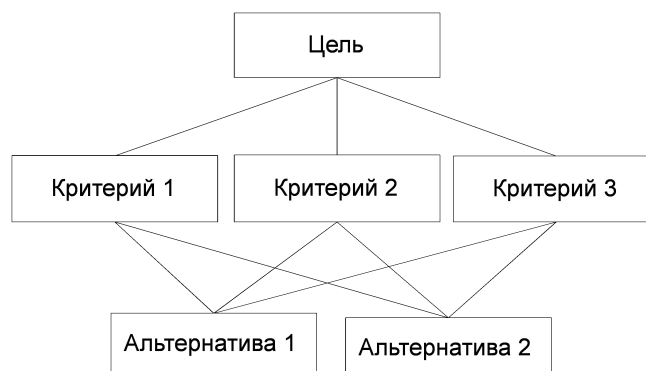 Цель
Критерий 1
Критерий 2
Критерий 3
Альтернатива 1
Альтернатива 2